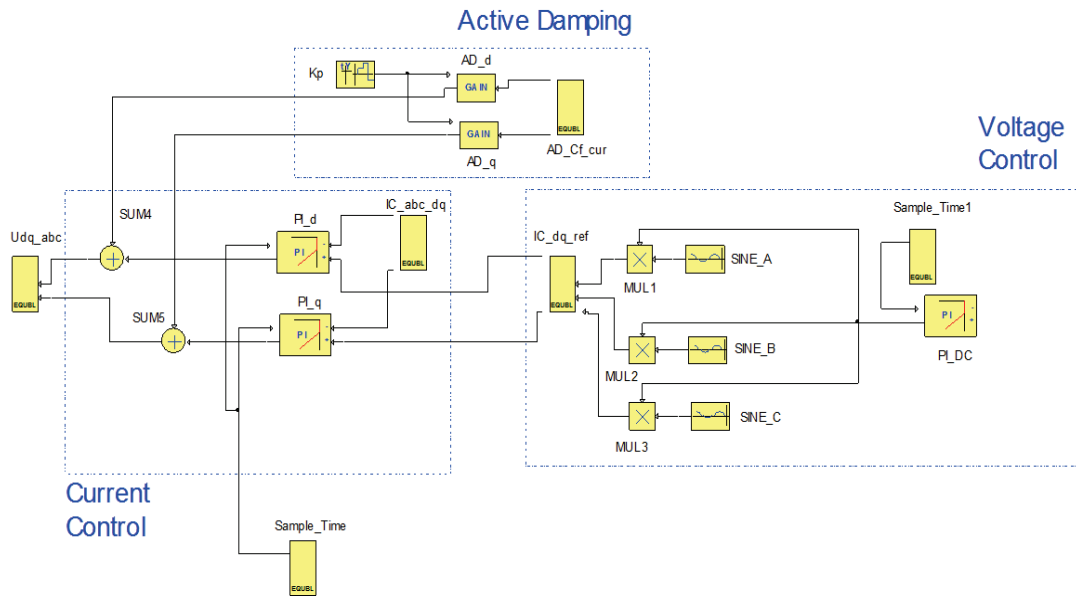 Active Damping
Kp
AD_d
GAIN
GAIN
AD_q
EQUBL
AD_Cf_cur
Voltage
Control
SUM4
Udq_abc
EQUBL
SUM5
PI_d
PI
PI_q
PI
IC_abc_dq
EQUBL
IC_dq_ref
EQUBL
MUL1
SINE_A
MUL2
SINE_B
MUL3
SINE_C
Sample_Time1
EQUBL
PI
PI_DC
Current
Control
Sample_Time
EQUBL